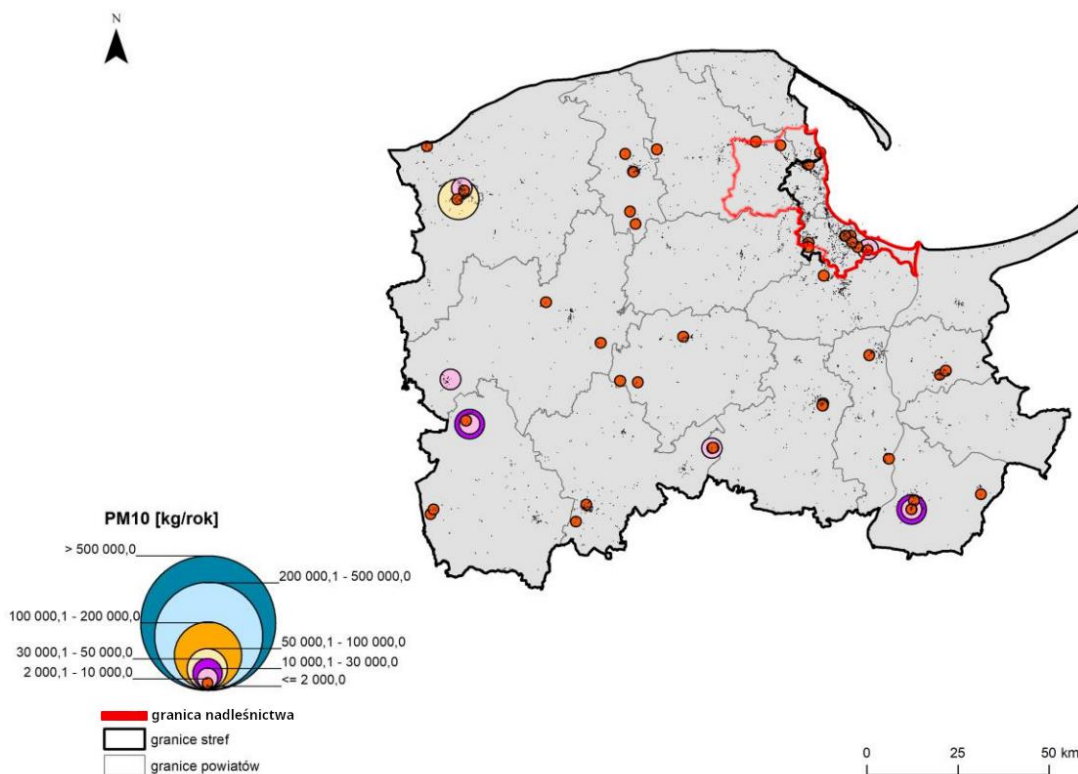 N
PM10 [kg/rok]
> 500 000,0
200 000,1 - 500 000,0
100 000,1 - 200 000,0
50 000,1 - 100 000,0
30 000,1 - 50 000,0
10 000,1 - 30 000,0
2 000,1 - 10 000,0
<= 2 000,0
granica nadleśnictwa
granice stref
granice powiatów
0 25 50 km